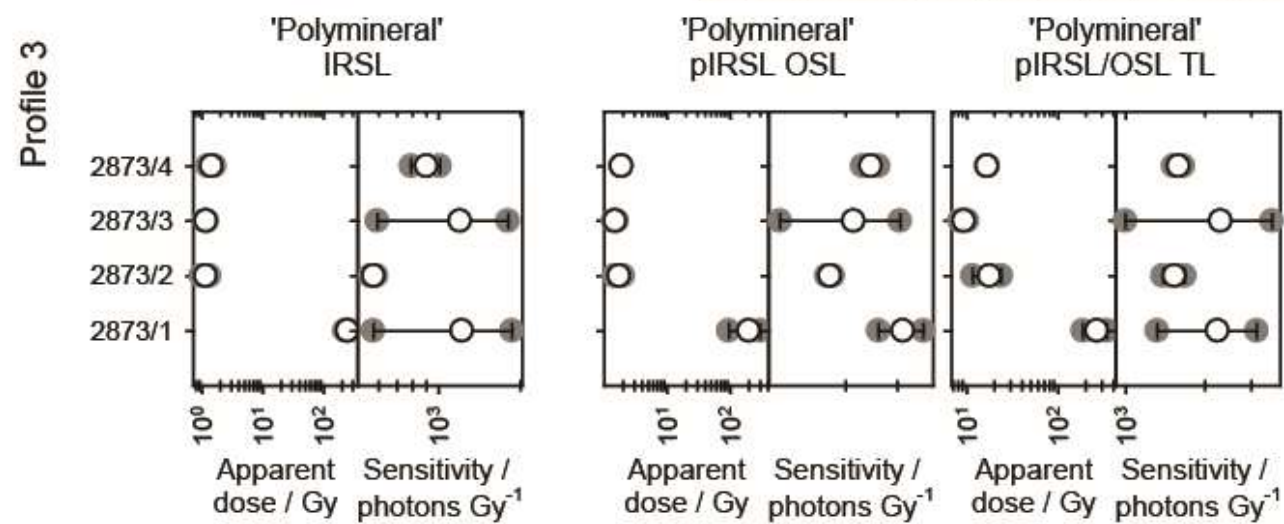 Profile 3
'Polymineral'
IRSL
'Polymineral'
pIRSL OSL
'Polymineral'
pIRSL/OSL TL
2873/4
2873/3
2873/2
2873/1
10⁰ 10¹ 10² 10³ 10¹ 10² 10¹ 10² 10³
Apparent
dose / Gy
Sensitivity /
photons Gy⁻¹
Apparent
dose / Gy
Sensitivity /
photons Gy⁻¹
Apparent
dose / Gy
Sensitivity /
photons Gy⁻¹